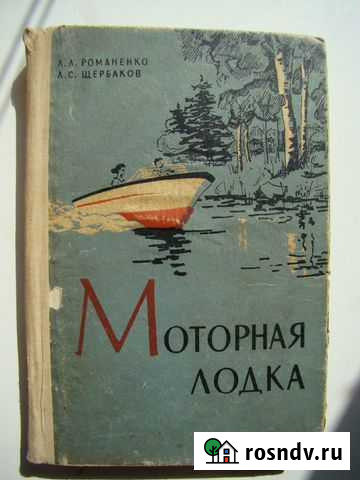 Л. Л. РОМАНЕНКО
Л. С. ЩЕРБАКОВ
МОТОРНАЯ
ЛОДКА
rosndv.ru